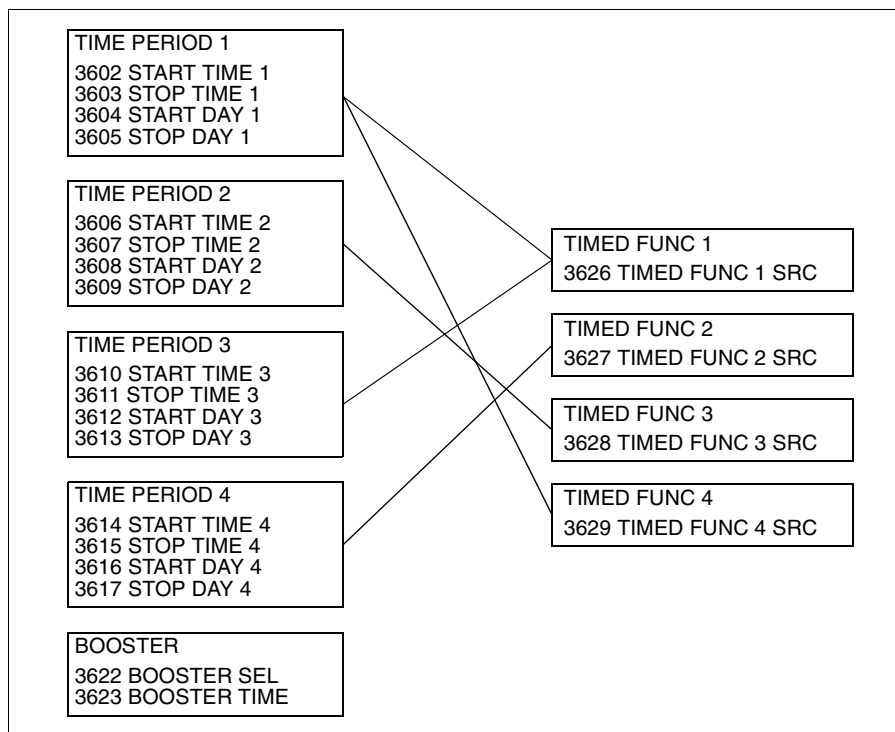 TIME PERIOD 1
3602 START TIME 1
3603 STOP TIME 1
3604 START DAY 1
3605 STOP DAY 1
TIME PERIOD 2
3606 START TIME 2
3607 STOP TIME 2
3608 START DAY 2
3609 STOP DAY 2
TIME PERIOD 3
3610 START TIME 3
3611 STOP TIME 3
3612 START DAY 3
3613 STOP DAY 3
TIME PERIOD 4
3614 START TIME 4
3615 STOP TIME 4
3616 START DAY 4
3617 STOP DAY 4
BOOSTER
3622 BOOSTER SEL
3623 BOOSTER TIME
TIMED FUNC 1
3626 TIMED FUNC 1 SRC
TIMED FUNC 2
3627 TIMED FUNC 2 SRC
TIMED FUNC 3
3628 TIMED FUNC 3 SRC
TIMED FUNC 4
3629 TIMED FUNC 4 SRC